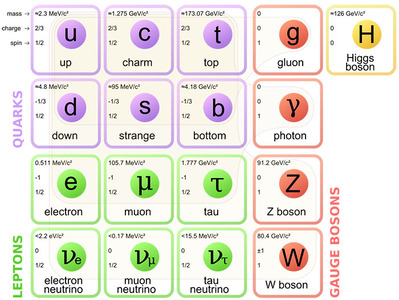 mass → ≈2.3 MeV/c² ≈1.275 GeV/c² ≈173.07 GeV/c² 0 ≈126 GeV/c²
charge → 2/3 2/3 2/3 0 0
u c t g H
spin → 1/2 1/2 1/2 1 0
up charm top gluon Higgs
boson
QUARKS
≈4.8 MeV/c² ≈95 MeV/c² ≈4.18 GeV/c² 0
-1/3 -1/3 -1/3 0
d s b γ
1/2 1/2 1/2 1
down strange bottom photon
0.511 MeV/c² 105.7 MeV/c² 1.777 GeV/c² 91.2 GeV/c²
-1 -1 -1 0
e μ τ Z
1/2 1/2 1/2 1
electron muon tau Z boson
LEPTONS
<2.2 eV/c² <0.17 MeV/c² <15.5 MeV/c² 80.4 GeV/c²
0 0 0 ±1
νe νμ ντ W
1/2 1/2 1/2 1
electron muon tau W boson
neutrino neutrino neutrino
GAUGE BOSONS